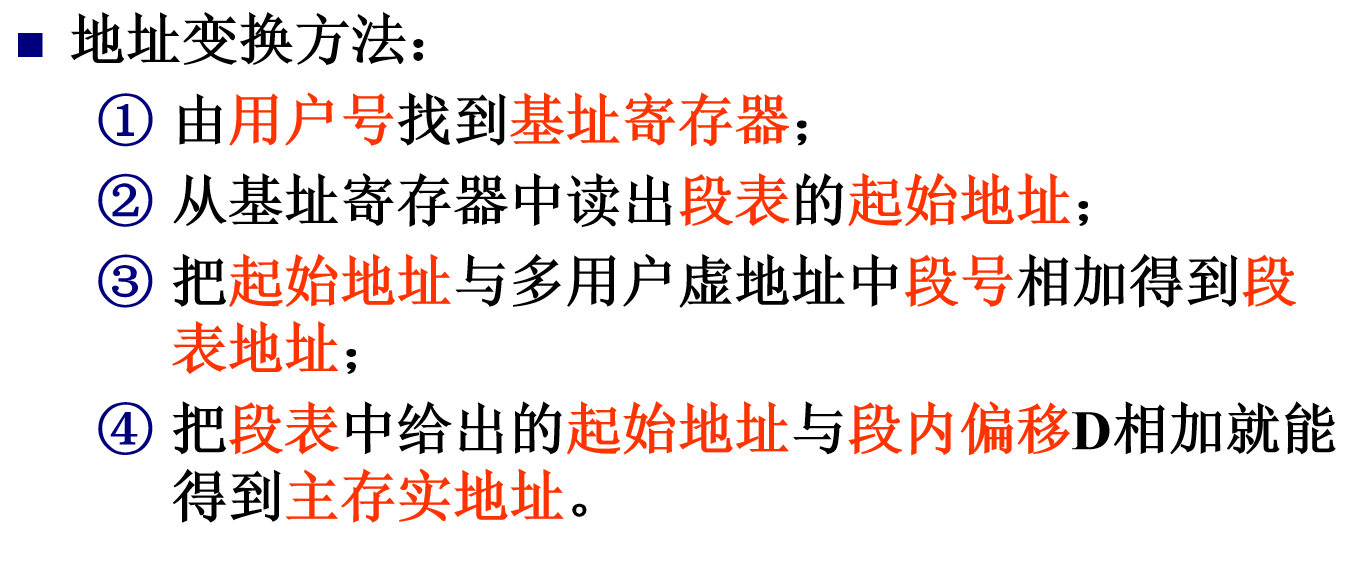 ■ 地址变换方法：
① 由用户号找到基址寄存器；
② 从基址寄存器中读出段表的起始地址；
③ 把起始地址与多用户虚地址中段号相加得到段
表地址；
④ 把段表中给出的起始地址与段内偏移D相加就能
得到主存实地址。